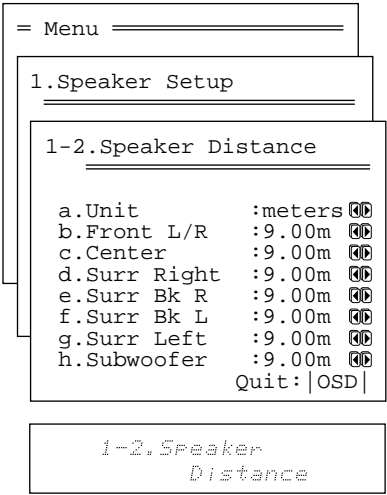 = Menu
1.Speaker Setup
1-2.Speaker Distance
a.Unit :meters
b.Front L/R :9.00m
c.Center :9.00m
d.Surr Right :9.00m
e.Surr Bk R :9.00m
f.Surr Bk L :9.00m
g.Surr Left :9.00m
h.Subwoofer :9.00m
Quit:|OSD|
1-2.Speaker
Distance